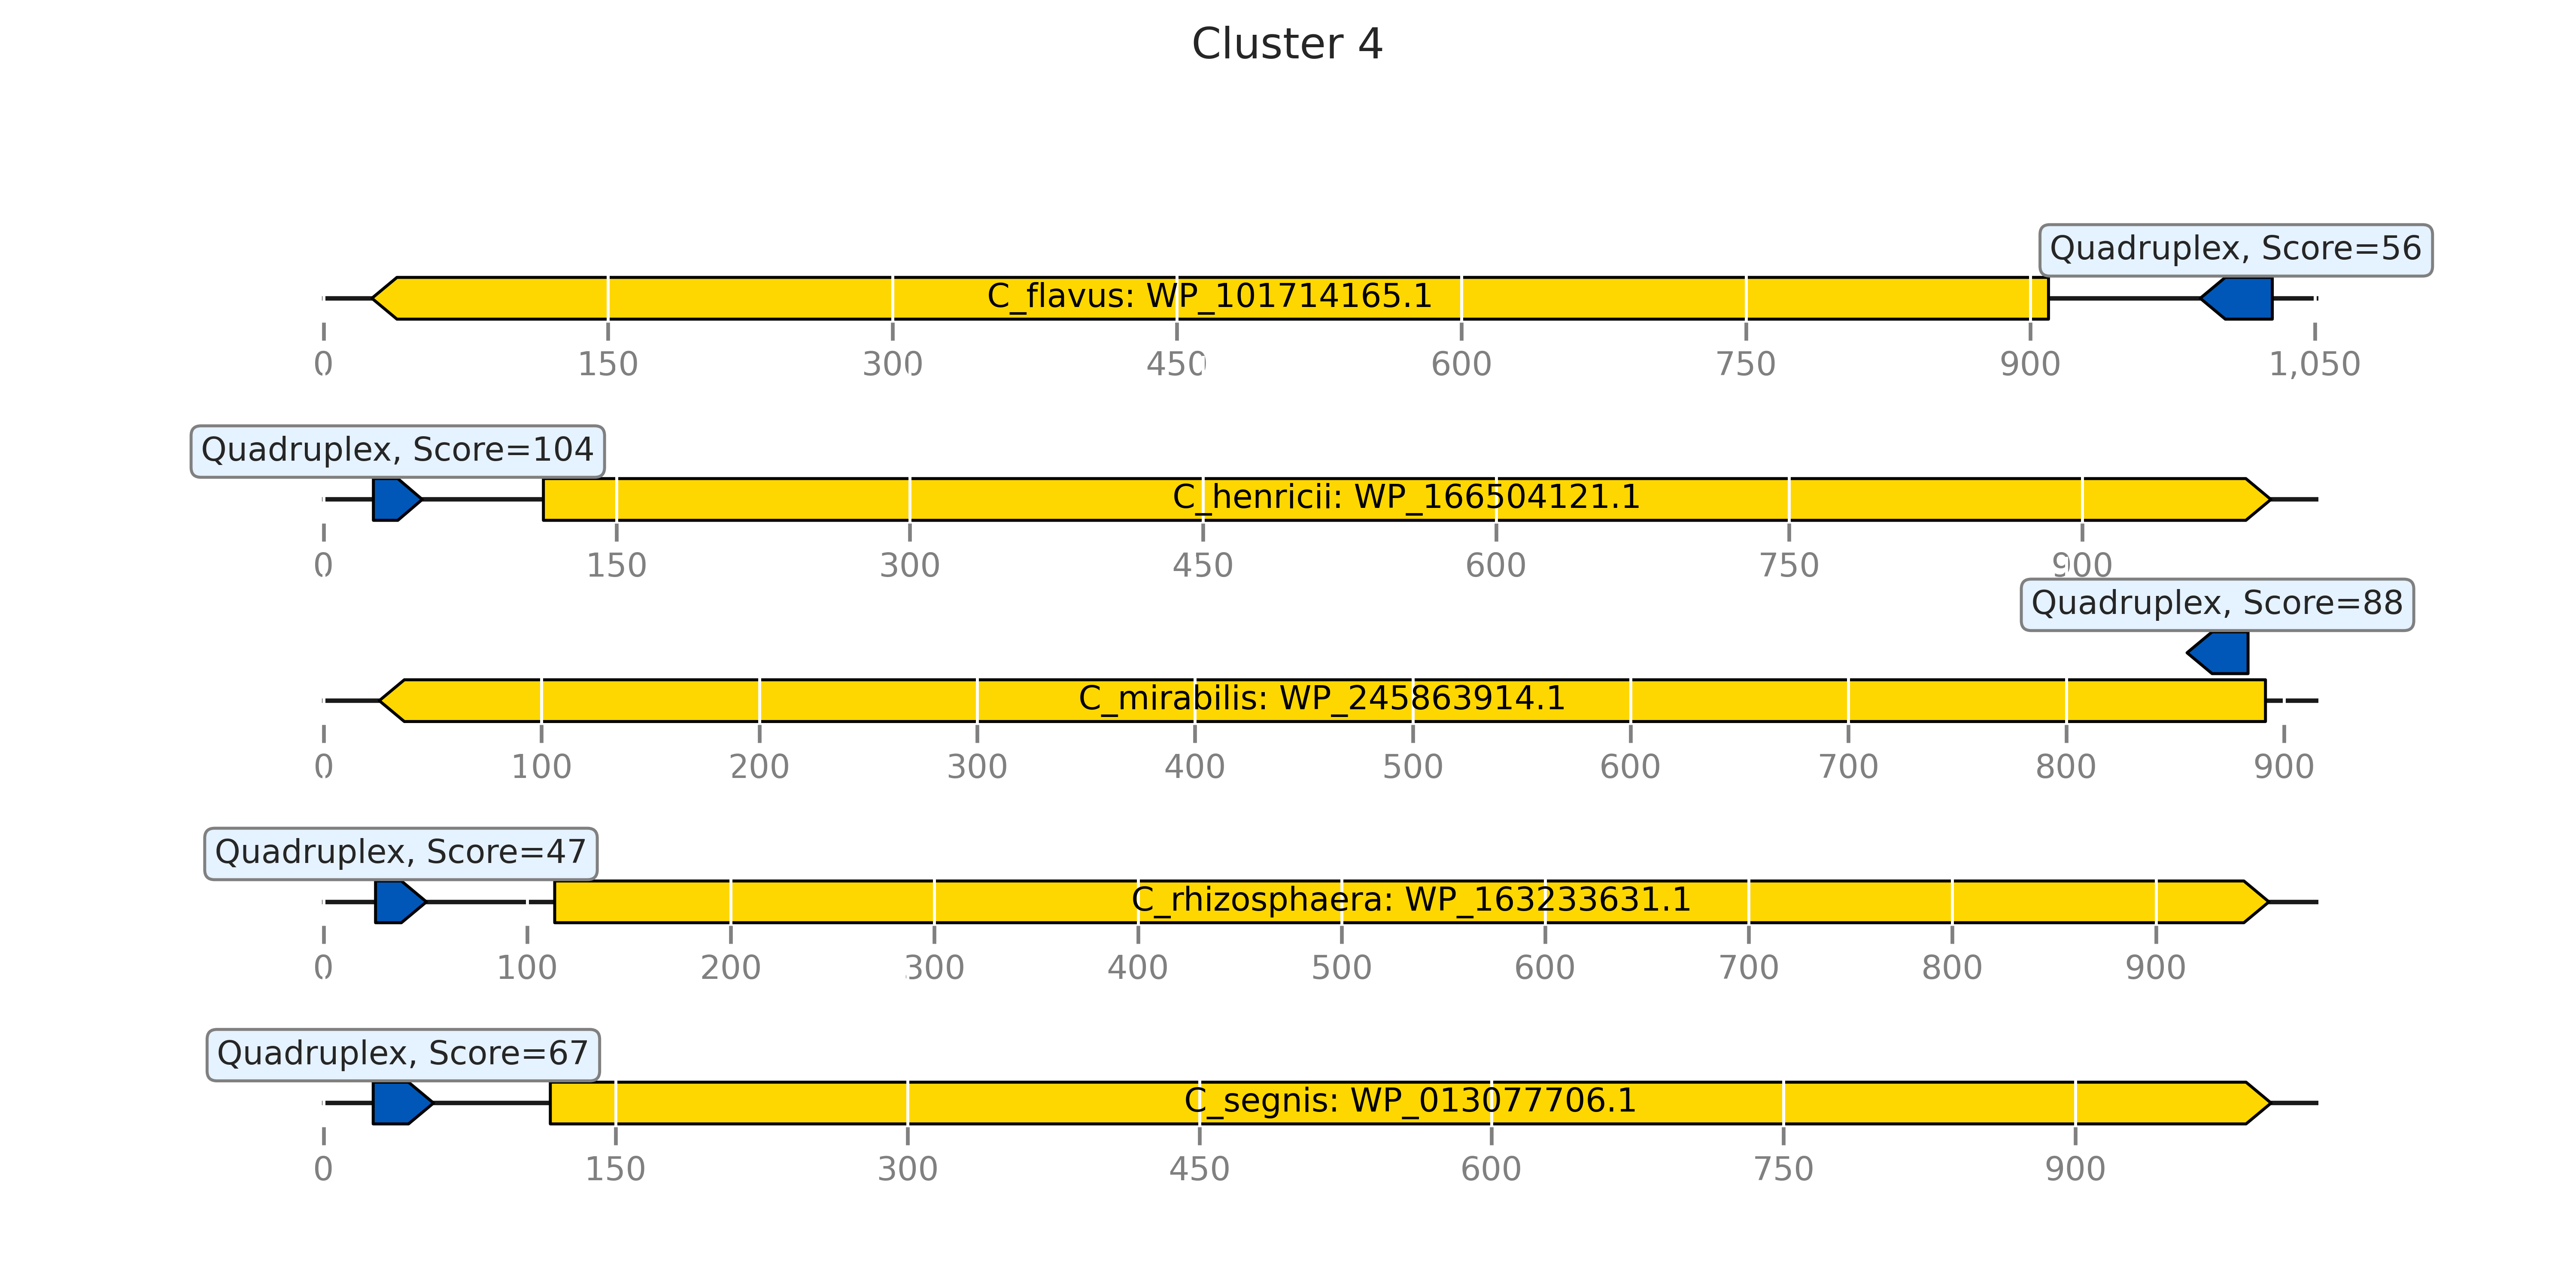 Cluster 4
Quadruplex, Score=56
C_flavus: WP_101714165.1
0 150 300 450 600 750 900 1,050
Quadruplex, Score=104
C_henricii: WP_166504121.1
0 150 300 450 600 750 900
Quadruplex, Score=88
C_mirabilis: WP_245863914.1
0 100 200 300 400 500 600 700 800 900
Quadruplex, Score=47
C_rhizosphaera: WP_163233631.1
0 100 200 300 400 500 600 700 800 900
Quadruplex, Score=67
C_segnis: WP_013077706.1
0 150 300 450 600 750 900